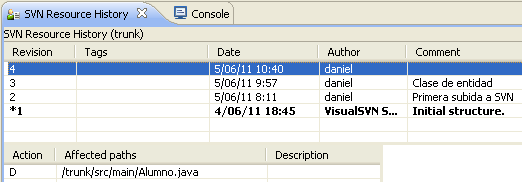 SVN Resource History Console
SVN Resource History (trunk)
Revision Tags Date Author Comment
4 5/06/11 10:40 daniel
3 5/06/11 9:57 daniel Clase de entidad
2 5/06/11 8:11 daniel Primera subida a SVN
*1 4/06/11 18:45 VisualSVN S... Initial structure.
Action Affected paths Description
D /trunk/src/main/Alumno.java